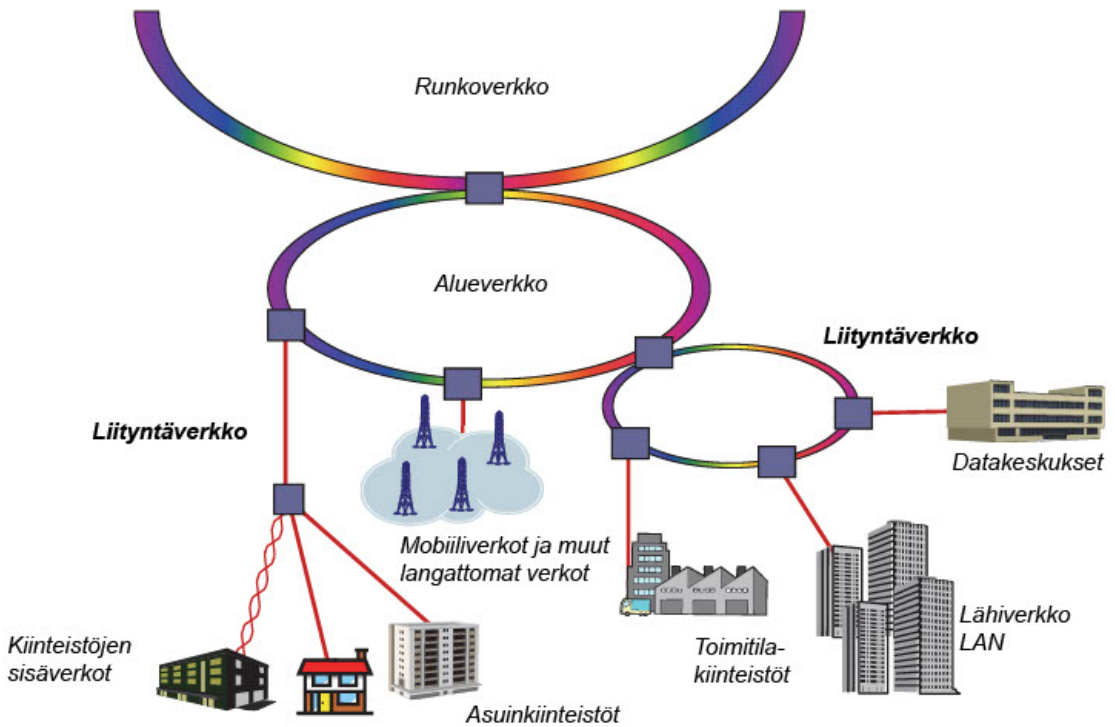 Runkoverkko
Alueverkko
Liityntäverkko
Liityntäverkko
Datakeskukset
Mobiiliverkot ja muut
langattomat verkot
Kiinteistöjen
sisäverkot
Asuinkiinteistöt
Toimitila-
kiinteistöt
Lähiverkko
LAN